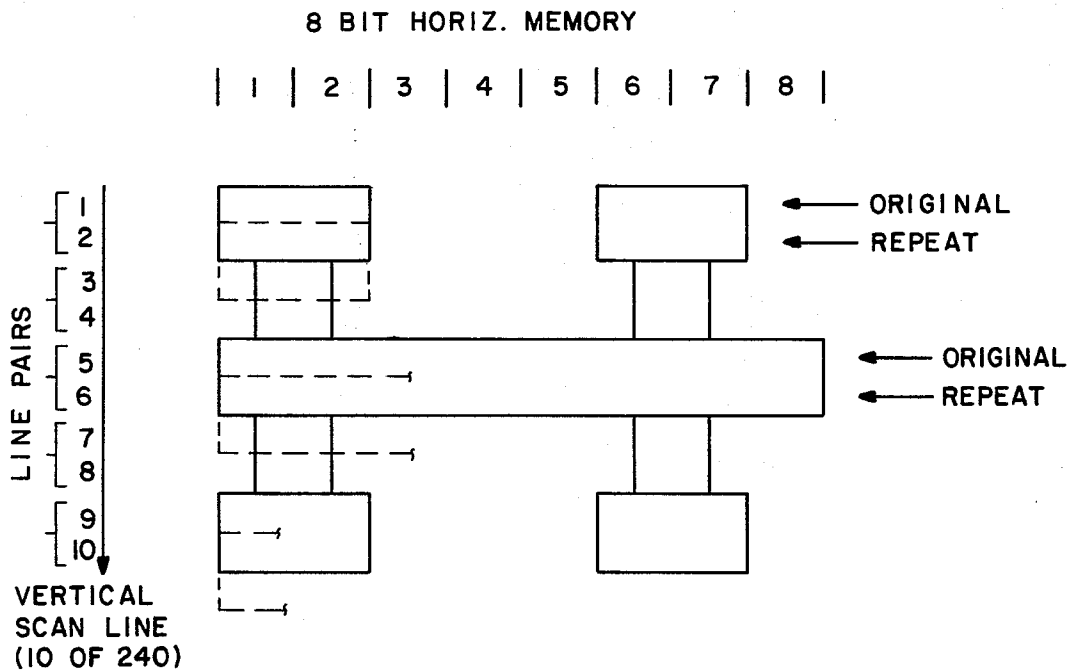 8 BIT HORIZ. MEMORY
| 1 | 2 | 3 | 4 | 5 | 6 | 7 | 8 |
1
ORIGINAL
2
REPEAT
3
4
LINE PAIRS
5
ORIGINAL
6
REPEAT
7
8
9
10
VERTICAL
SCAN LINE
(10 OF 240)